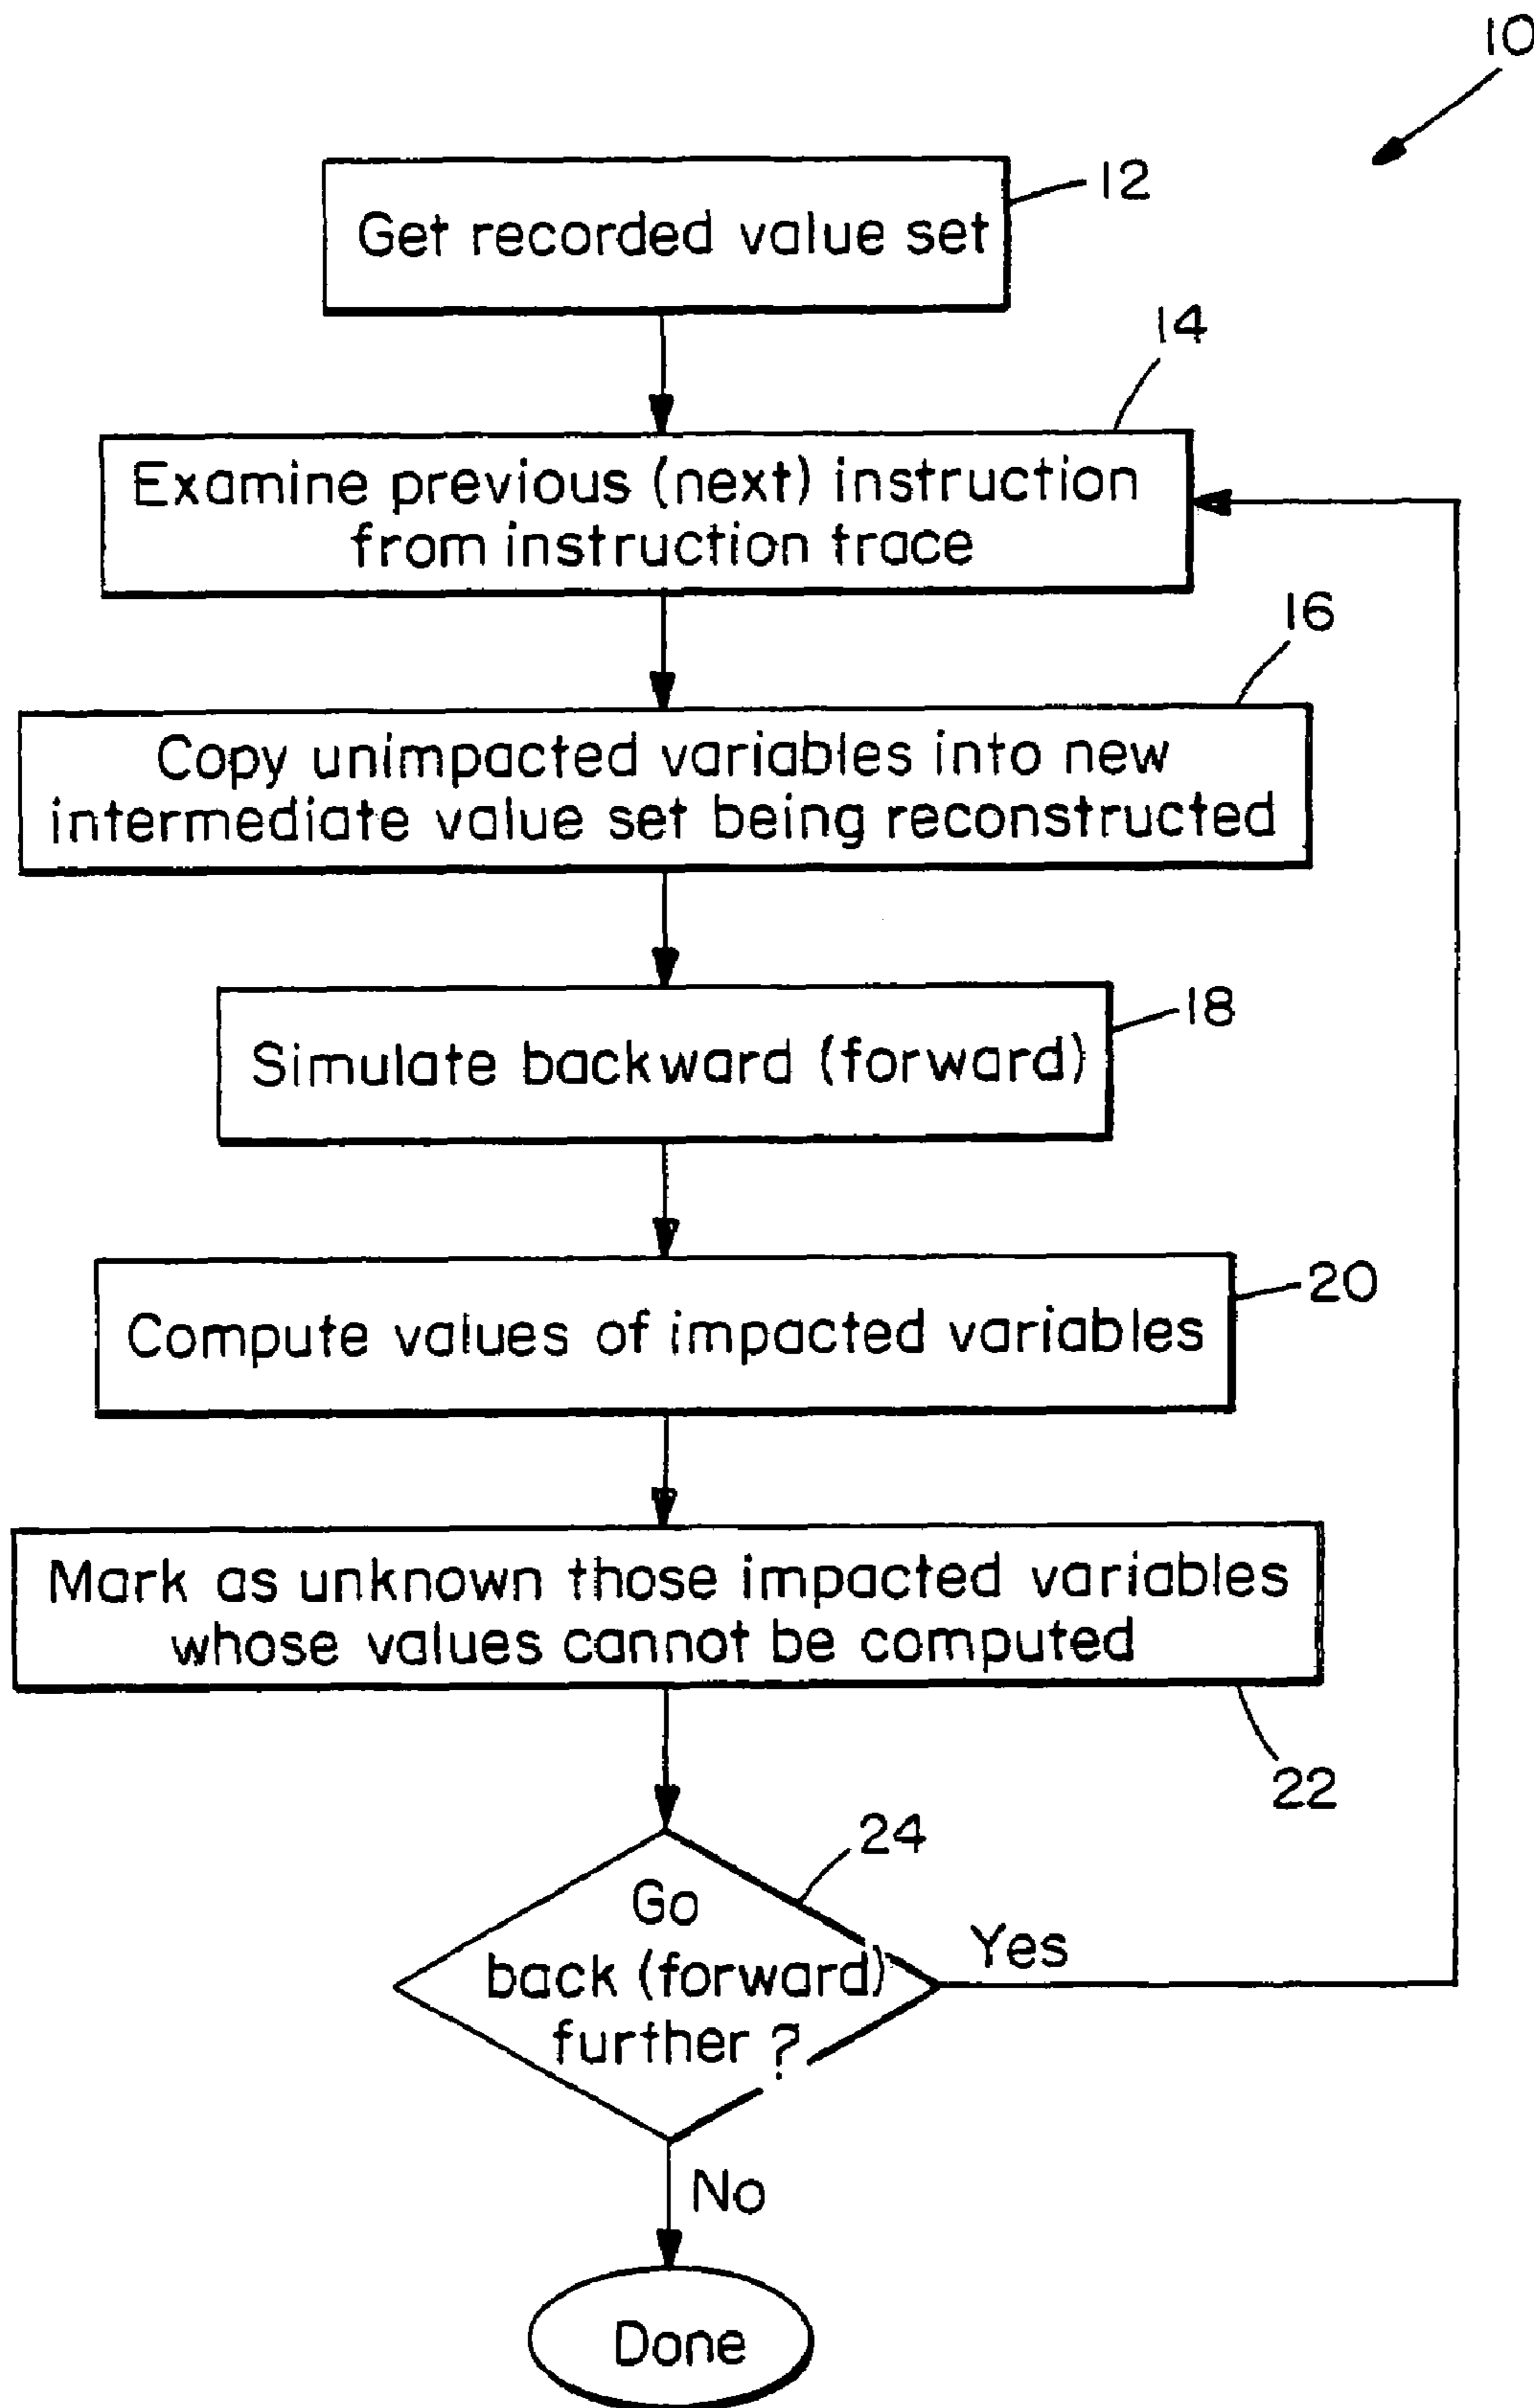 10
Get recorded value set
12
14
Examine previous (next) instruction
from instruction trace
16
Copy unimpacted variables into new
intermediate value set being reconstructed
18
Simulate backward (forward)
20
Compute values of impacted variables
Mark as unknown those impacted variables
whose values cannot be computed
22
24
Go
back (forward)
further ?
Yes
No
Done